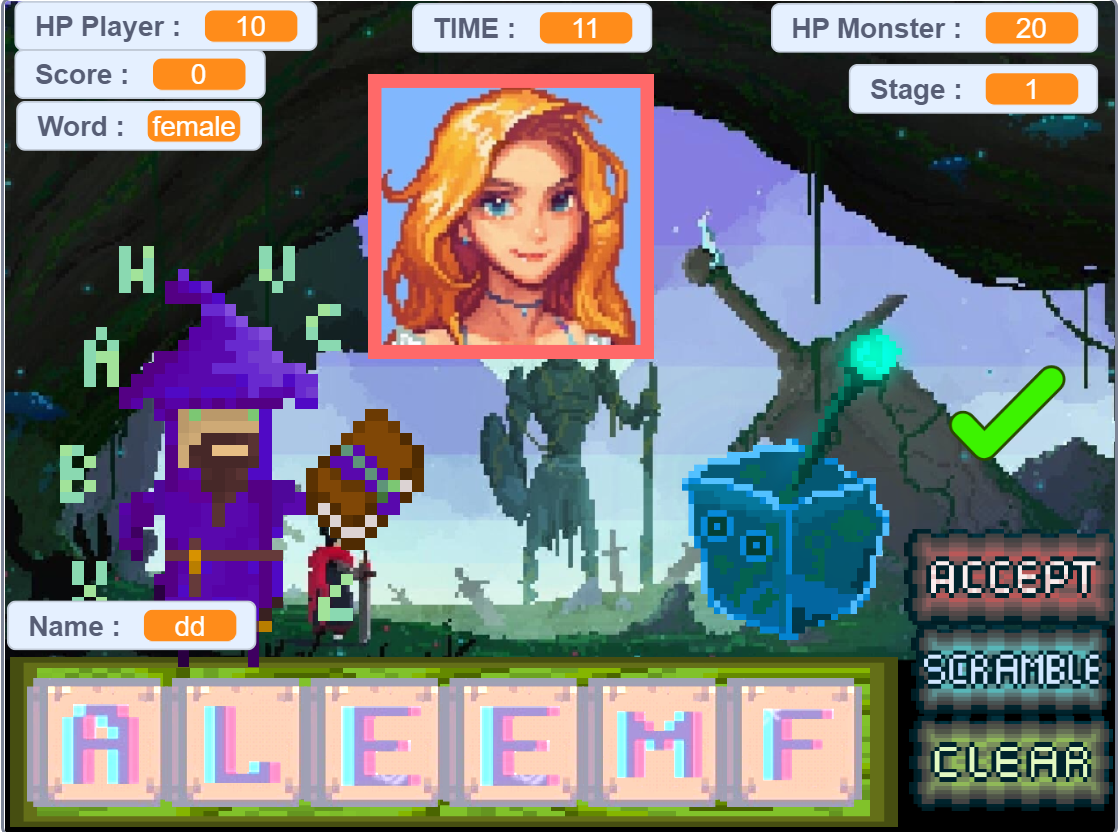 HP Player : 10
TIME : 11
HP Monster : 20
Score : 0
Stage : 1
Word : female
H V
C
A
B
Name : dd
ACCEPT
SCRAMBLE
CLEAR
A L E E M F